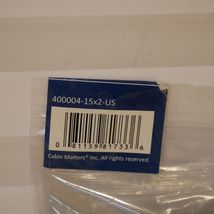 400004-15x2-US
0 81159 81733 6
Cable Matters® Inc. All rights reserved.